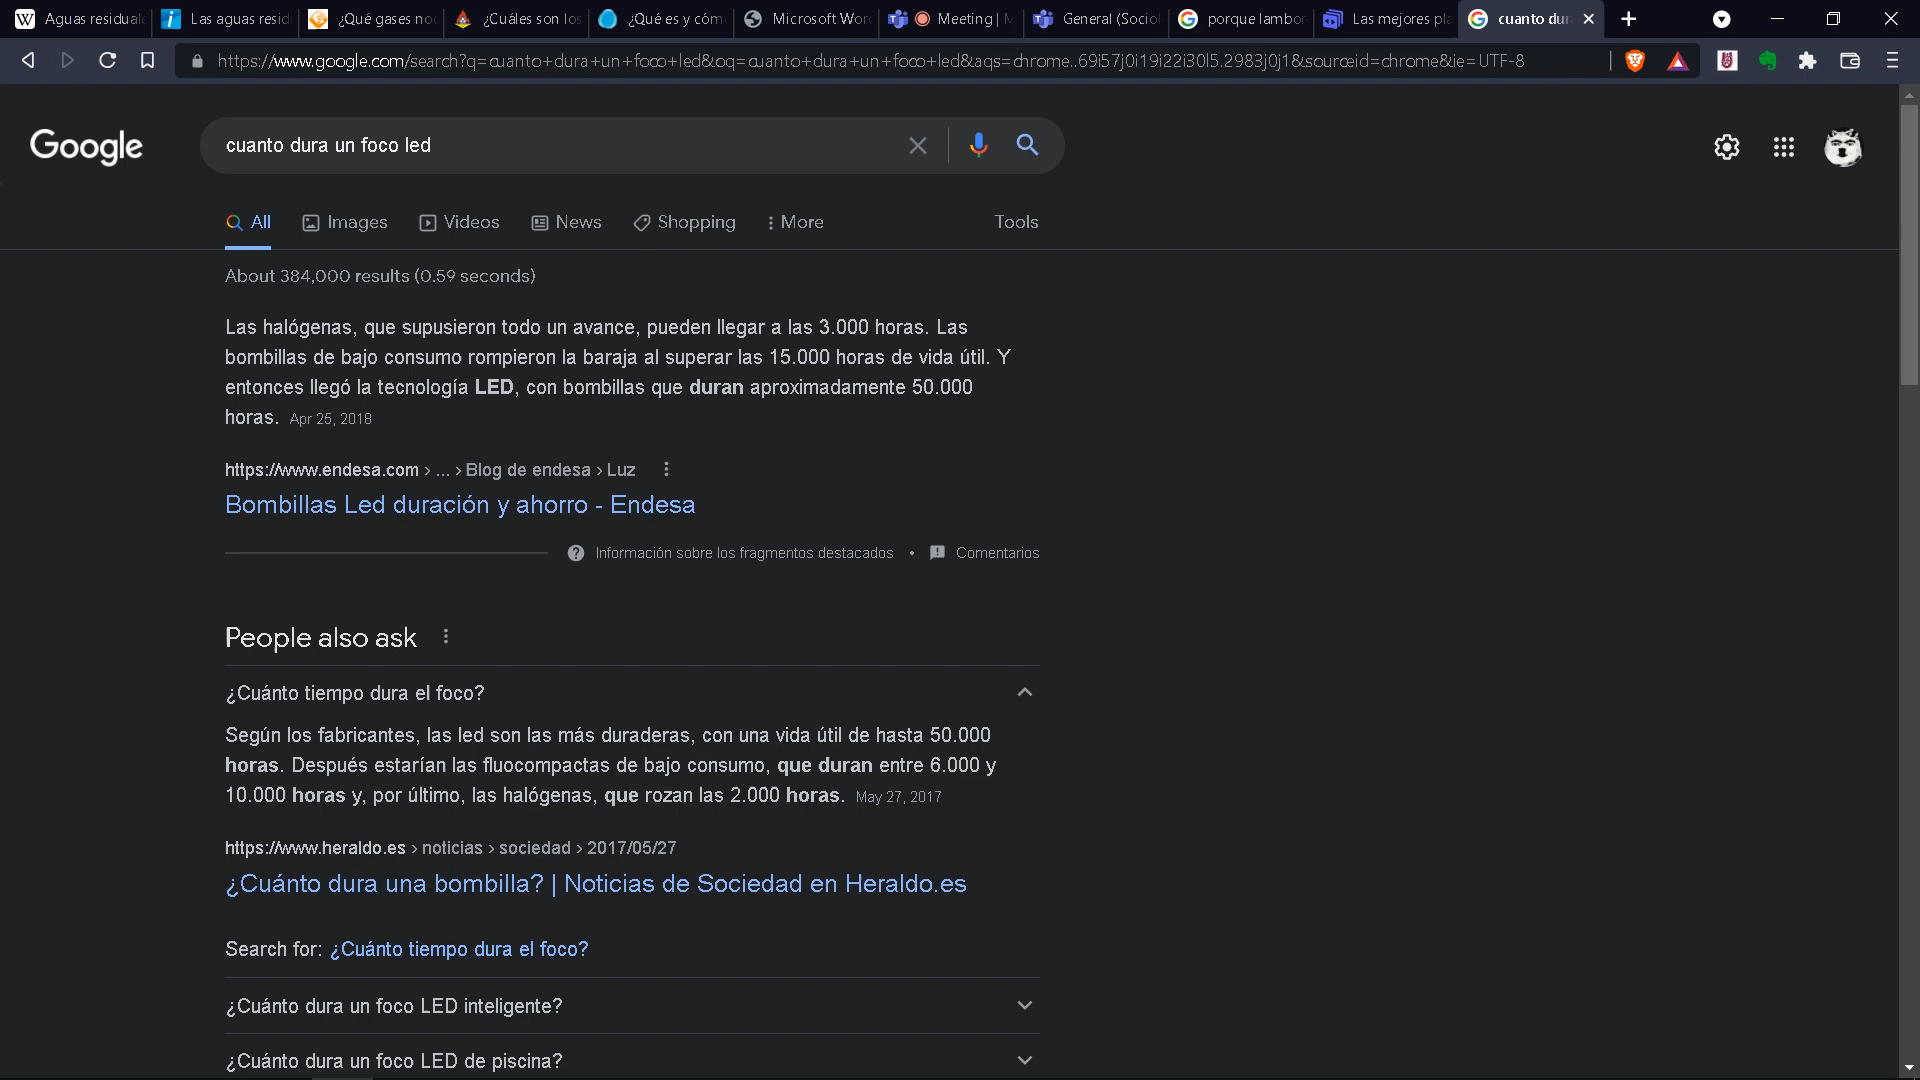 Aguas residuale
Las aguas resid
¿Qué gases no
¿Cuáles son los
¿Qué es y cóm
Microsoft Wor
Meeting | M
General (Sociol
porque lambor
Las mejores pla
cuanto dur
https://www.google.com/search?q=cuanto+dura+un+foco+led&oq=cuanto+dura+un+foco+led&aqs=chrome..69i57j0i19i22i30l5.2983j0j1&sourceid=chrome&ie=UTF-8
Google
cuanto dura un foco led
All Images Videos News Shopping More Tools
About 384,000 results (0.59 seconds)
Las halógenas, que supusieron todo un avance, pueden llegar a las 3.000 horas. Las
bombillas de bajo consumo rompieron la baraja al superar las 15.000 horas de vida útil. Y
entonces llegó la tecnología LED, con bombillas que duran aproximadamente 50.000
horas. Apr 25, 2018
https://www.endesa.com › ... › Blog de endesa › Luz
Bombillas Led duración y ahorro - Endesa
Información sobre los fragmentos destacados • Comentarios
People also ask
¿Cuánto tiempo dura el foco?
Según los fabricantes, las led son las más duraderas, con una vida útil de hasta 50.000
horas. Después estarían las fluocompactas de bajo consumo, que duran entre 6.000 y
10.000 horas y, por último, las halógenas, que rozan las 2.000 horas. May 27, 2017
https://www.heraldo.es › noticias › sociedad › 2017/05/27
¿Cuánto dura una bombilla? | Noticias de Sociedad en Heraldo.es
Search for: ¿Cuánto tiempo dura el foco?
¿Cuánto dura un foco LED inteligente?
¿Cuánto dura un foco LED de piscina?